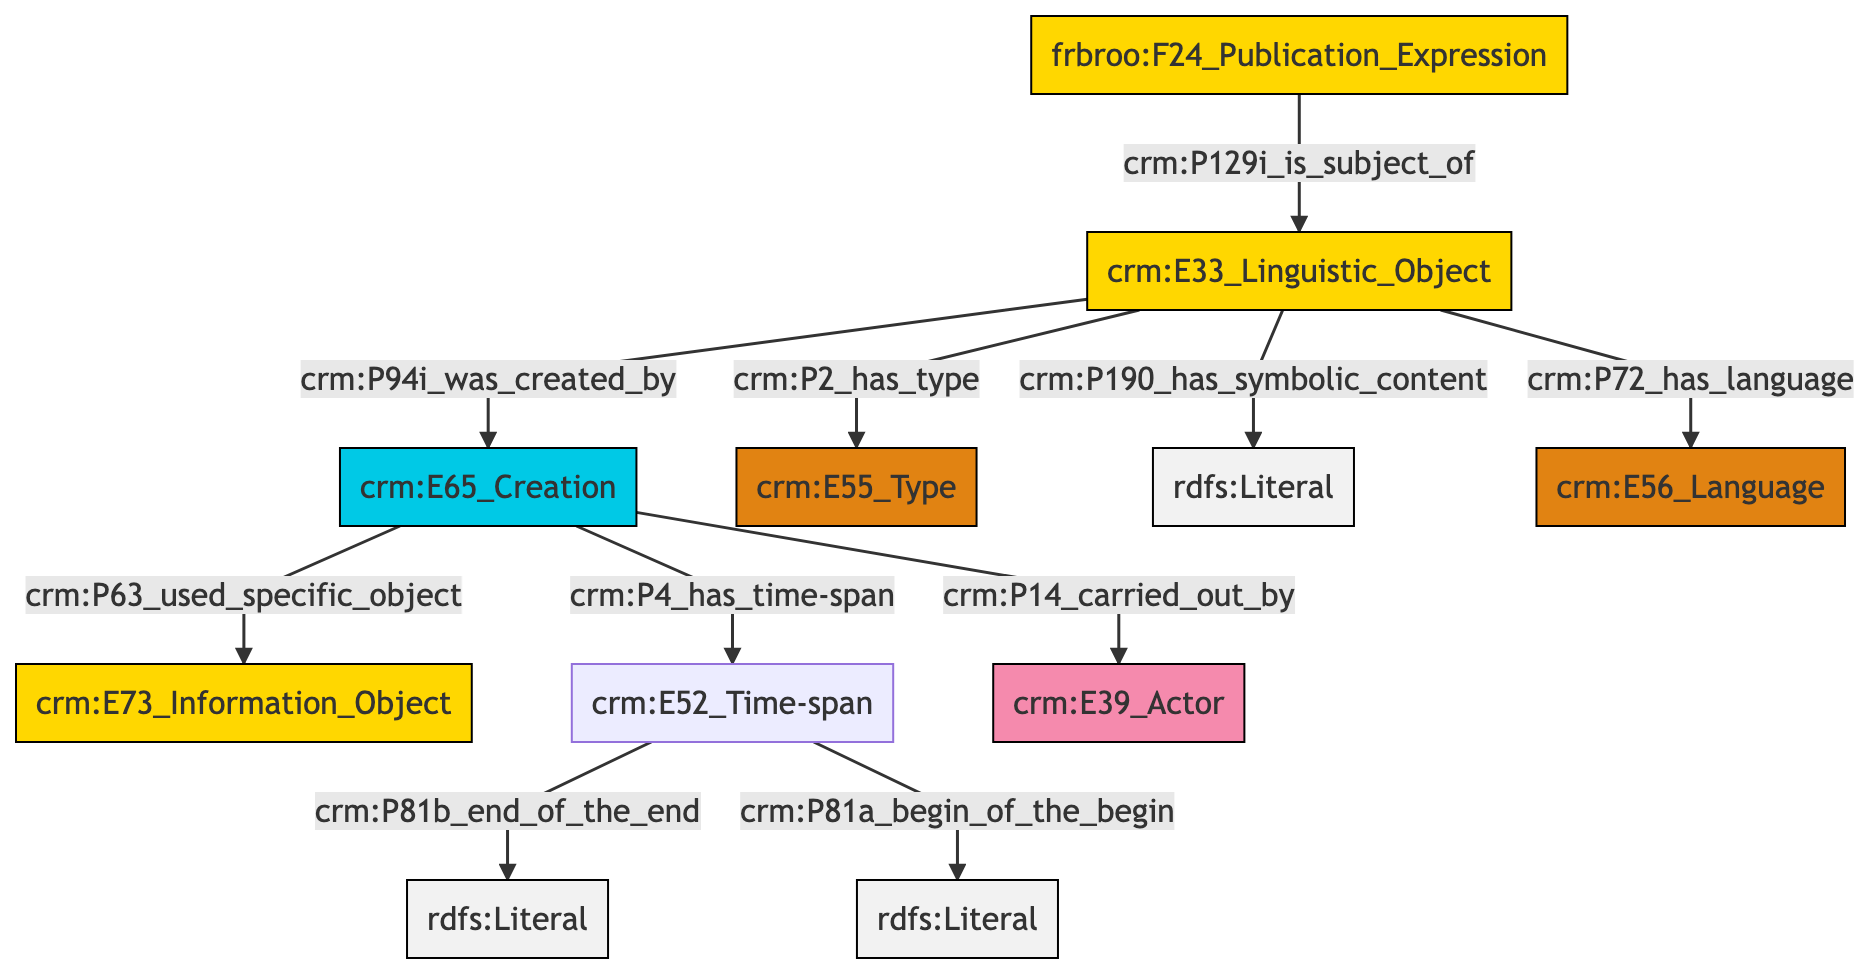 frbroo:F24_Publication_Expression
crm:P129i_is_subject_of
crm:E33_Linguistic_Object
crm:P94i_was_created_by
crm:P2_has_type
crm:P190_has_symbolic_content
crm:P72_has_language
crm:E65_Creation
crm:E55_Type
rdfs:Literal
crm:E56_Language
crm:P63_used_specific_object
crm:P4_has_time-span
crm:P14_carried_out_by
crm:E73_Information_Object
crm:E52_Time-span
crm:E39_Actor
crm:P81b_end_of_the_end
crm:P81a_begin_of_the_begin
rdfs:Literal
rdfs:Literal